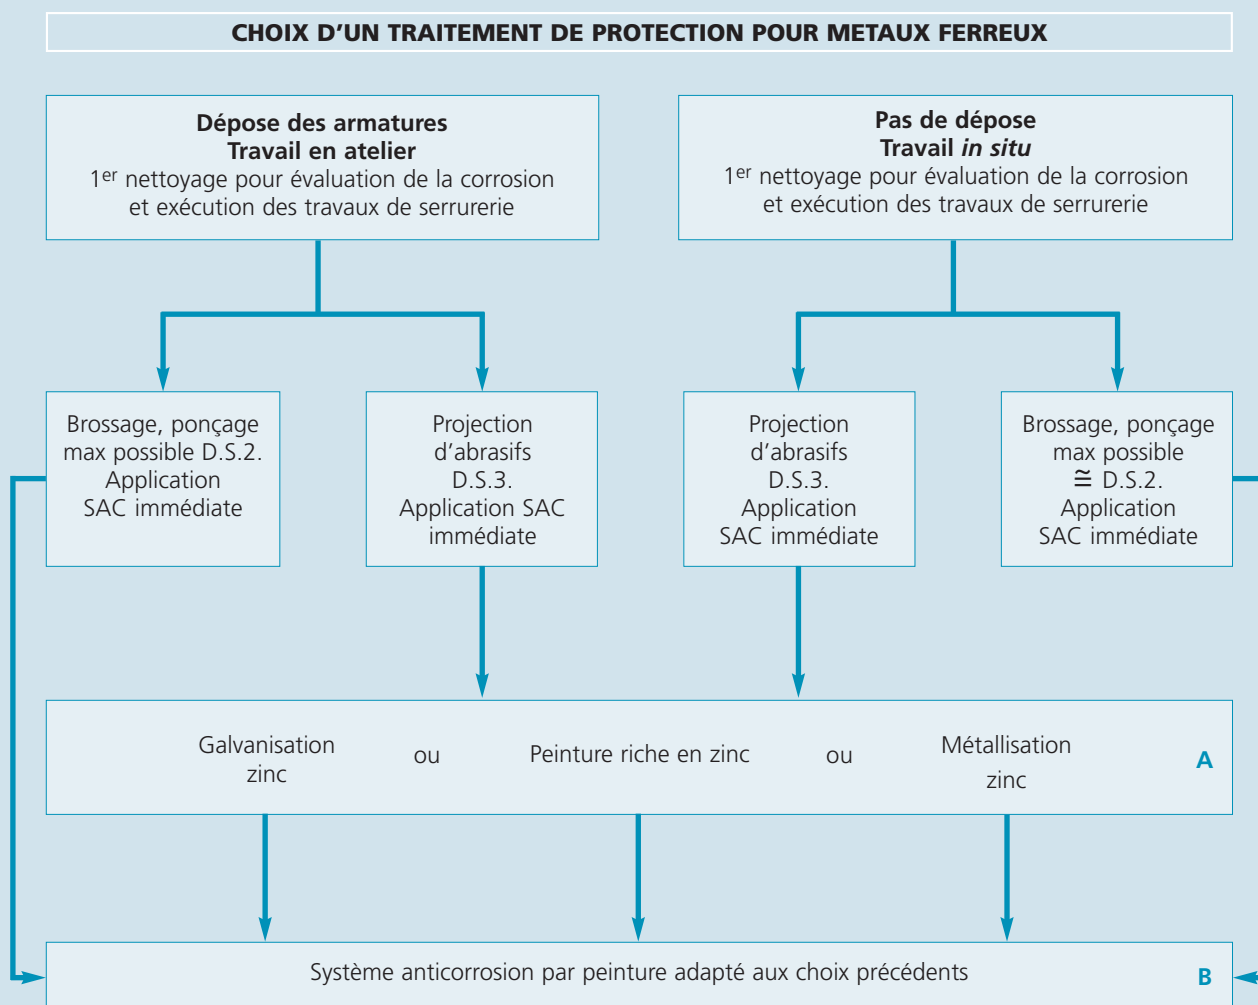 CHOIX D’UN TRAITEMENT DE PROTECTION POUR METAUX FERREUX
Dépose des armatures
Travail en atelier
1er nettoyage pour évaluation de la corrosion
et exécution des travaux de serrurerie
Pas de dépose
Travail in situ
1er nettoyage pour évaluation de la corrosion
et exécution des travaux de serrurerie
Brossage, ponçage
max possible D.S.2.
Application
SAC immédiate
Projection
d’abrasifs
D.S.3.
Application SAC
immédiate
Projection
d’abrasifs
D.S.3.
Application
SAC immédiate
Brossage, ponçage
max possible
≅ D.S.2.
Application
SAC immédiate
Galvanisation
zinc
ou
Peinture riche en zinc
ou
Métallisation
zinc
A
Système anticorrosion par peinture adapté aux choix précédents
B